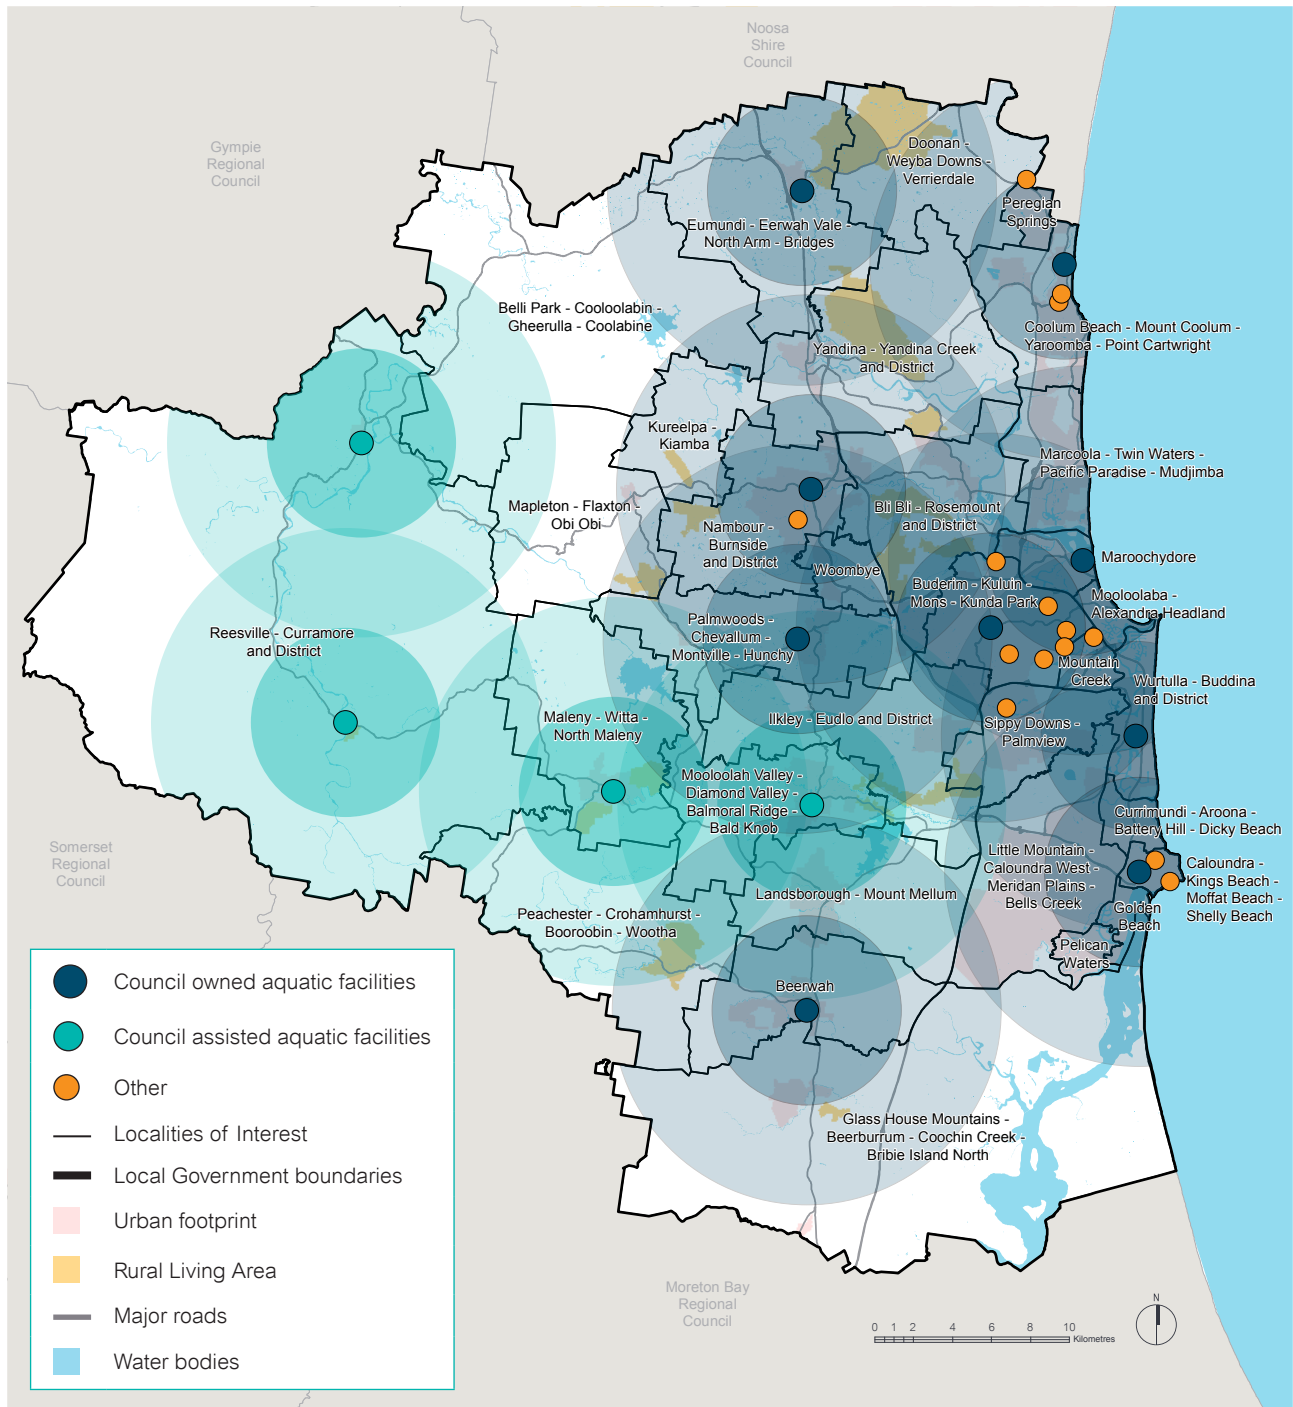 Noosa
Shire
Council
Gympie
Regional
Council
Doonan -
Weyba Downs -
Verrierdale
Peregian
Springs
Eumundi - Eerwah Vale -
North Arm - Bridges
Belli Park - Cooloolabin -
Gheerulla - Coolabine
Coolum Beach - Mount Coolum -
Yaroomba - Point Cartwright
Yandina - Yandina Creek
and District
Kureelpa -
Kiamba
Marcoola - Twin Waters -
Pacific Paradise - Mudjimba
Mapleton - Flaxton -
Obi Obi
Bli Bli - Rosemount
and District
Nambour -
Burnside
and District
Woombye
Maroochydore
Buderim - Kuluin -
Mons - Kunda Park
Mooloolaba -
Alexandra Headland
Reesville - Curramore
and District
Palmwoods -
Chevallum -
Montville - Hunchy
Mountain
Creek
Wurtulla - Buddina
and District
Maleny - Witta -
North Maleny
Ilkley - Eudlo and District
Sippy Downs -
Palmview
Mooloolah Valley -
Diamond Valley -
Balmoral Ridge -
Bald Knob
Currimundi - Aroona -
Battery Hill - Dicky Beach
Somerset
Regional
Council
Little Mountain -
Caloundra West -
Meridan Plains -
Bells Creek
Caloundra -
Kings Beach -
Moffat Beach -
Shelly Beach
Landsborough - Mount Mellum
Golden
Beach
Peachester - Crohamhurst -
Booroobin - Wootha
Pelican
Waters
Beerwah
Glass House Mountains -
Beerburrum - Coochin Creek -
Bribie Island North
Moreton Bay
Regional
Council
Council owned aquatic facilities
Council assisted aquatic facilities
Other
Localities of Interest
Local Government boundaries
Urban footprint
Rural Living Area
Major roads
Water bodies
N
0 1 2 4 6 8 10
Kilometres